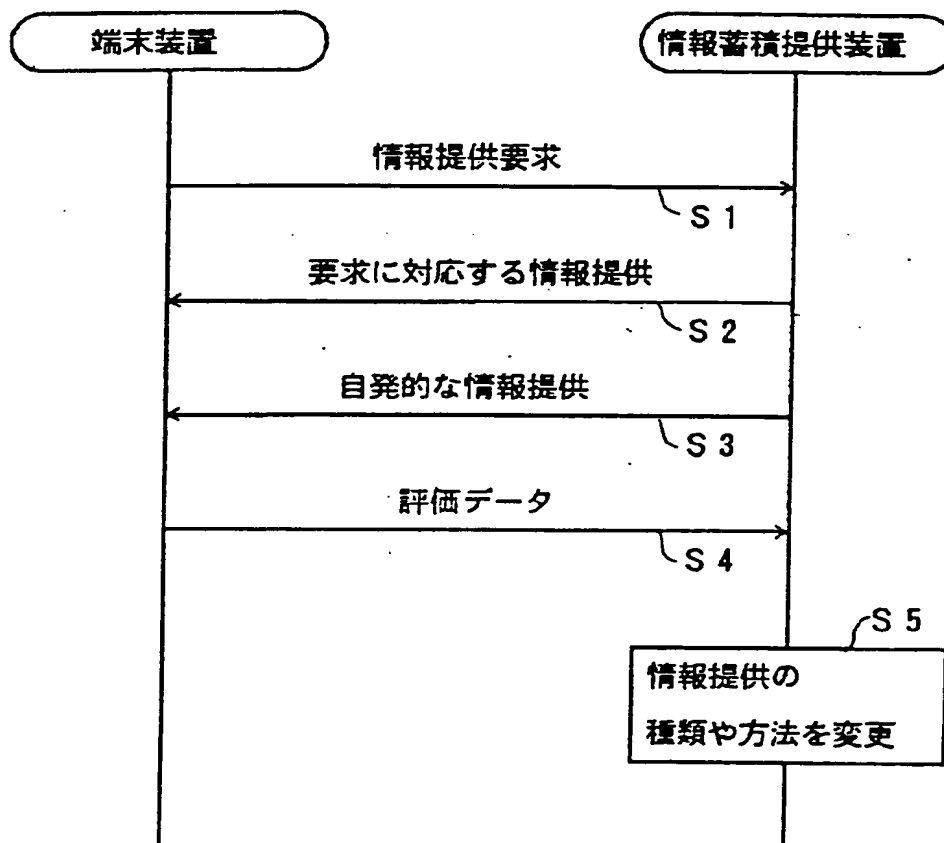 端末装置
情報蓄積提供装置
情報提供要求
S 1
要求に対応する情報提供
S 2
自発的な情報提供
S 3
評価データ
S 4
S 5
情報提供の
種類や方法を変更